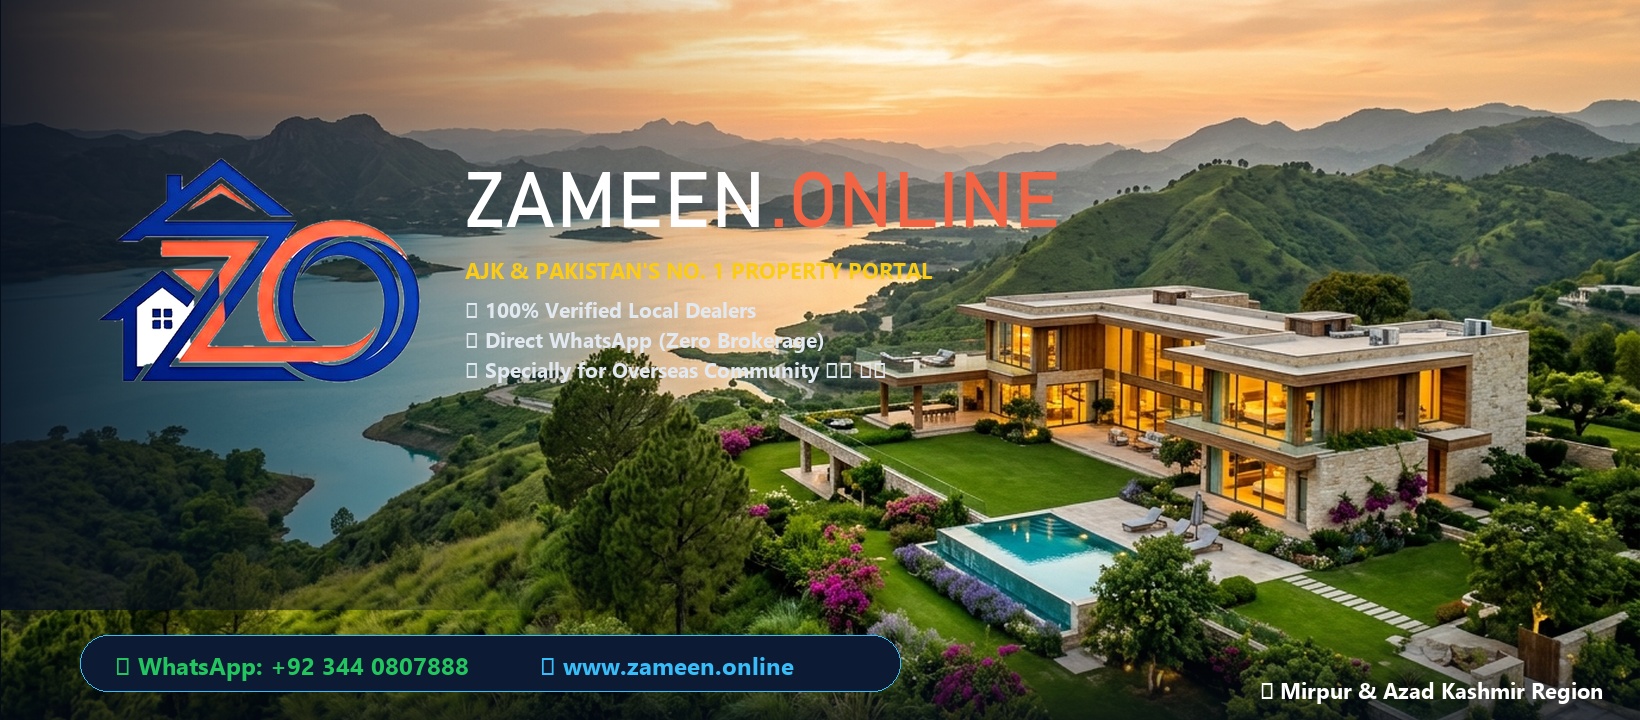 ZO
ZAMEEN.ONLINE
AJK & PAKISTAN'S NO. 1 PROPERTY PORTAL
▯ 100% Verified Local Dealers
▯ Direct WhatsApp (Zero Brokerage)
▯ Specially for Overseas Community ▯▯ ▯▯
▯ WhatsApp: +92 344 0807888
▯ www.zameen.online
▯ Mirpur & Azad Kashmir Region